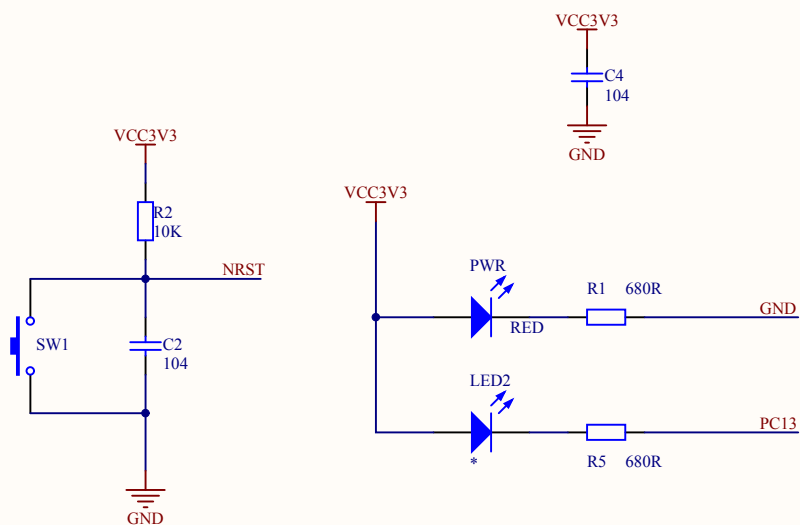 VCC3V3
C4
104
GND
VCC3V3
R2
10K
NRST
SW1
C2
104
GND
VCC3V3
PWR
RED
R1 680R
GND
LED2
*
R5 680R
PC13